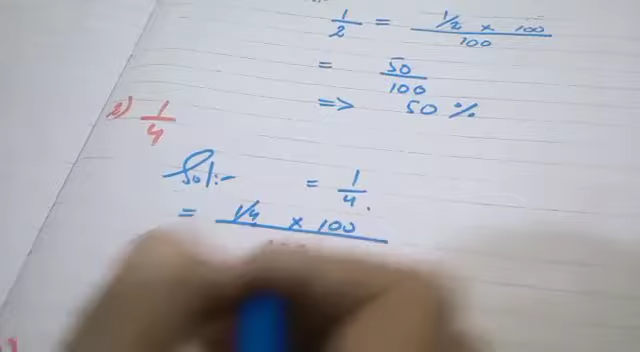 1/2 = 1/2 × 100 / 100
= 50/100
=> 50 %
2) 1/4
Sol:- = 1/4.
= 1/4 × 100